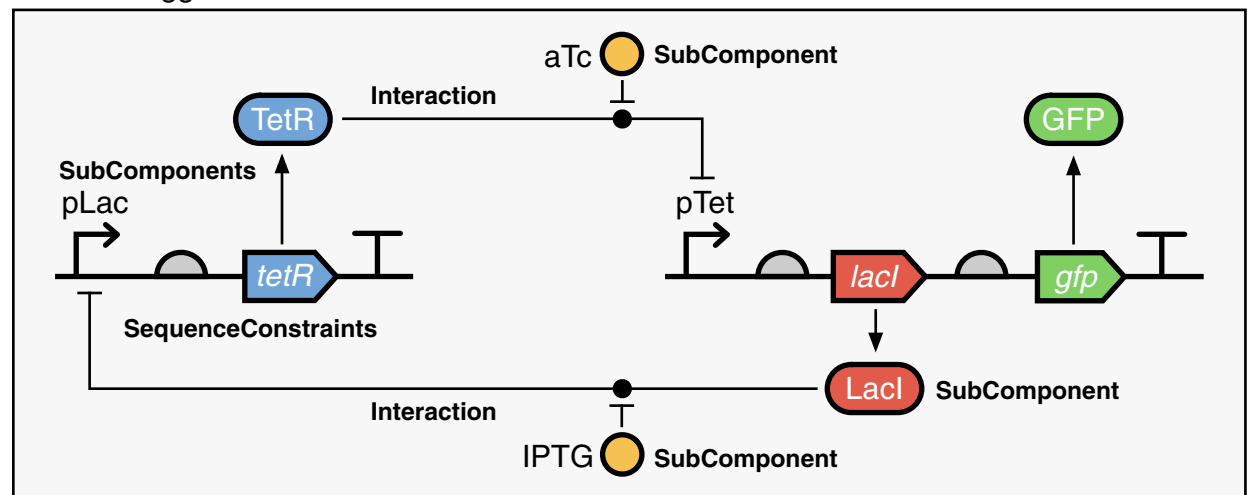 aTc SubComponent
Interaction
TetR
GFP
SubComponents
pLac
pTet
tetR
lacI
gfp
SequenceConstraints
LacI SubComponent
Interaction
IPTG SubComponent